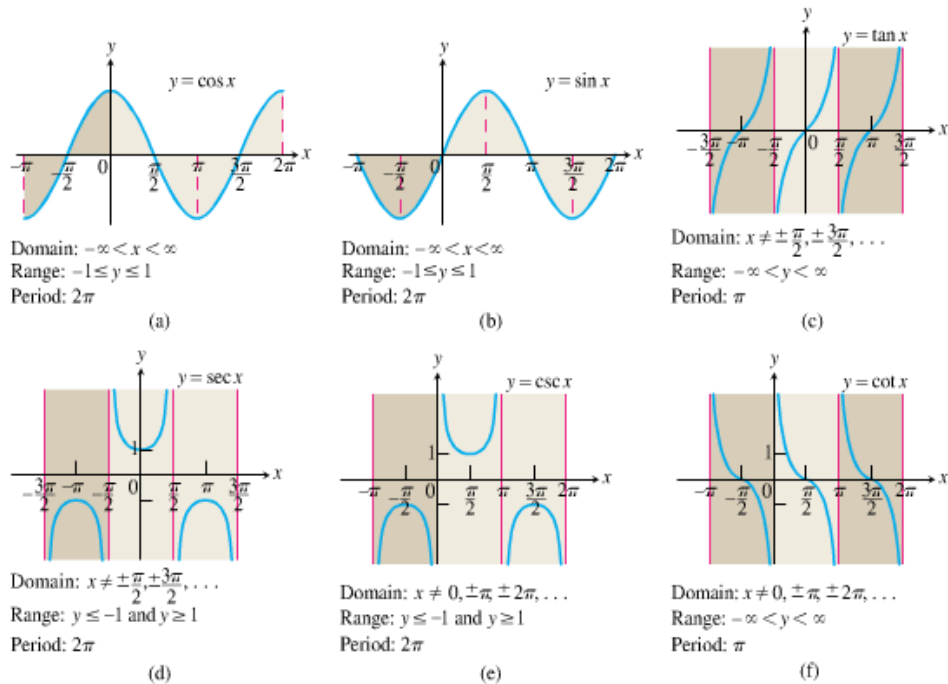 y
y = cos x
x
−π
−π/2
0
π/2
π
3π/2
2π
Domain: −∞ < x < ∞
Range: −1 ≤ y ≤ 1
Period: 2π
(a)
y
y = sin x
x
−π
−π/2
0
π/2
π
3π/2
2π
Domain: −∞ < x < ∞
Range: −1 ≤ y ≤ 1
Period: 2π
(b)
y
y = tan x
x
−3π/2
−π
−π/2
0
π/2
π
3π/2
Domain: x ≠ ±π/2, ±3π/2, . . .
Range: −∞ < y < ∞
Period: π
(c)
y
y = sec x
1
x
−3π/2
−π
−π/2
0
π/2
π
3π/2
Domain: x ≠ ±π/2, ±3π/2, . . .
Range: y ≤ −1 and y ≥ 1
Period: 2π
(d)
y
y = csc x
1
x
−π
−π/2
0
π/2
π
3π/2
2π
Domain: x ≠ 0, ±π, ±2π, . . .
Range: y ≤ −1 and y ≥ 1
Period: 2π
(e)
y
y = cot x
1
x
−π
−π/2
0
π/2
π
3π/2
2π
Domain: x ≠ 0, ±π, ±2π, . . .
Range: −∞ < y < ∞
Period: π
(f)